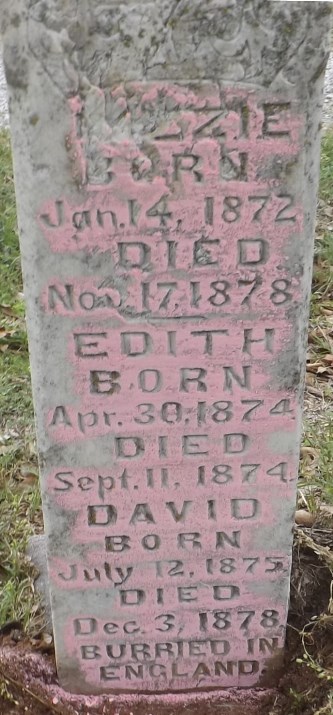 LIZZIE
BORN
Jan. 14, 1872
DIED
Nov. 17, 1878
EDITH
BORN
Apr. 30, 1874
DIED
Sept. 11, 1874
DAVID
BORN
July 12, 1875
DIED
Dec. 3, 1878
BURRIED IN
ENGLAND